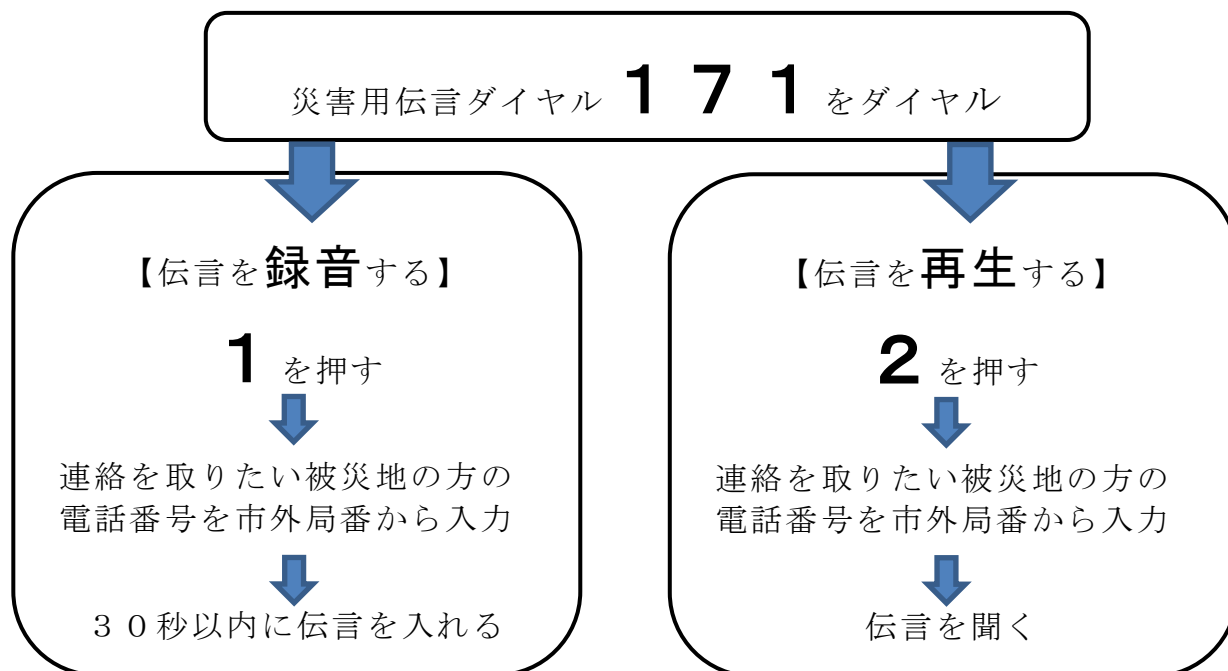 災害用伝言ダイヤル１７１をダイヤル
【伝言を録音する】
１を押す
連絡を取りたい被災地の方の
電話番号を市外局番から入力
３０秒以内に伝言を入れる
【伝言を再生する】
２を押す
連絡を取りたい被災地の方の
電話番号を市外局番から入力
伝言を聞く